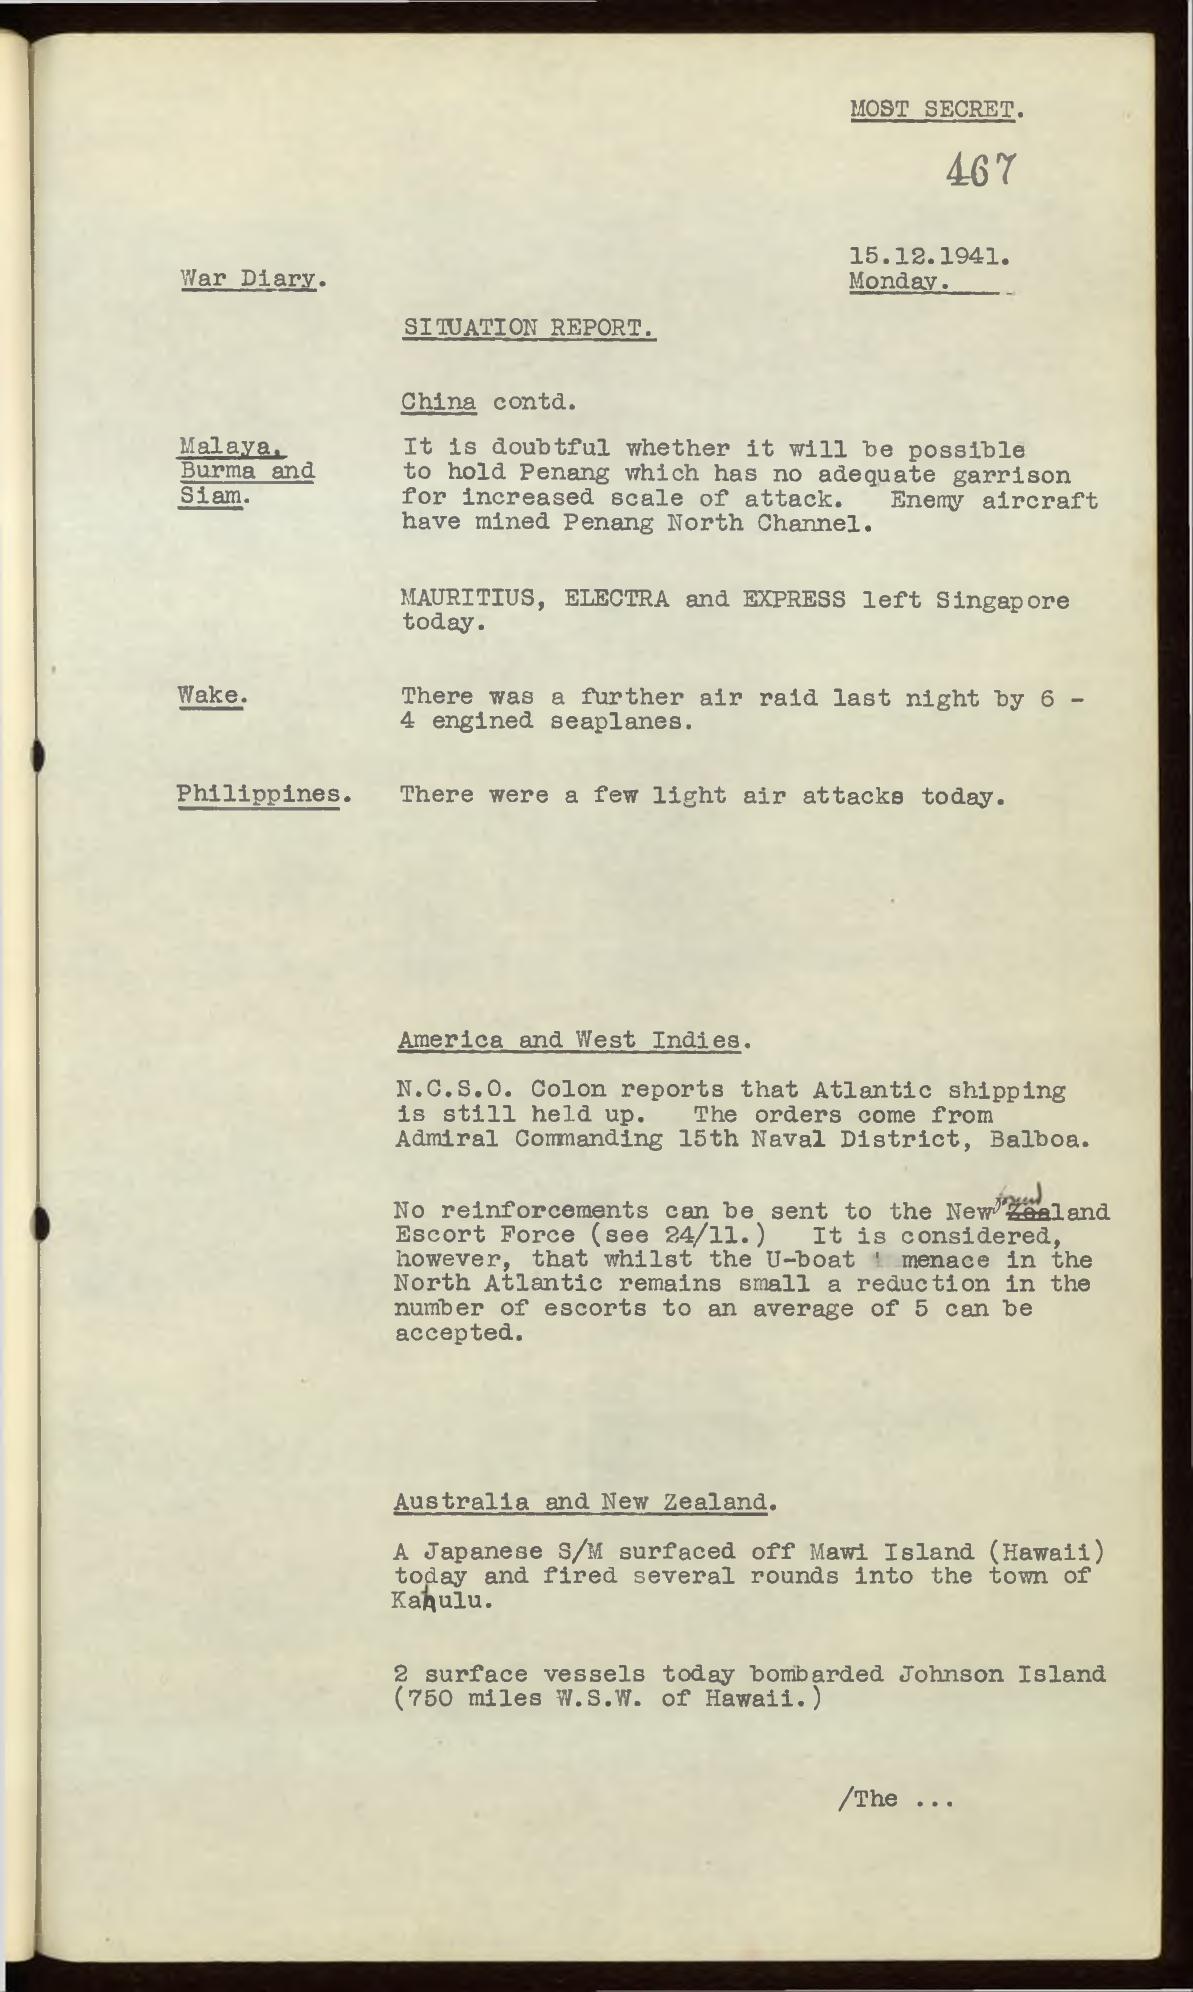 MOST SECRET.
467
15.12.1941.
War Diary.
Monday.
SITUATION REPORT.
China contd.
Malaya,
Burma and
Siam.
It is doubtful whether it will be possible
to hold Penang which has no adequate garrison
for increased scale of attack. Enemy aircraft
have mined Penang North Channel.
MAURITIUS, ELECTRA and EXPRESS left Singapore
today.
Wake.
There was a further air raid last night by 6 -
4 engined seaplanes.
Philippines.
There were a few light air attacks today.
America and West Indies.
N.C.S.O. Colon reports that Atlantic shipping
is still held up. The orders come from
Admiral Commanding 15th Naval District, Balboa.
found
No reinforcements can be sent to the New Zealand
Escort Force (see 24/11.) It is considered,
however, that whilst the U-boat menace in the
North Atlantic remains small a reduction in the
number of escorts to an average of 5 can be
accepted.
Australia and New Zealand.
A Japanese S/M surfaced off Mawi Island (Hawaii)
today and fired several rounds into the town of
Kahulu.
2 surface vessels today bombarded Johnson Island
(750 miles W.S.W. of Hawaii.)
/The ...